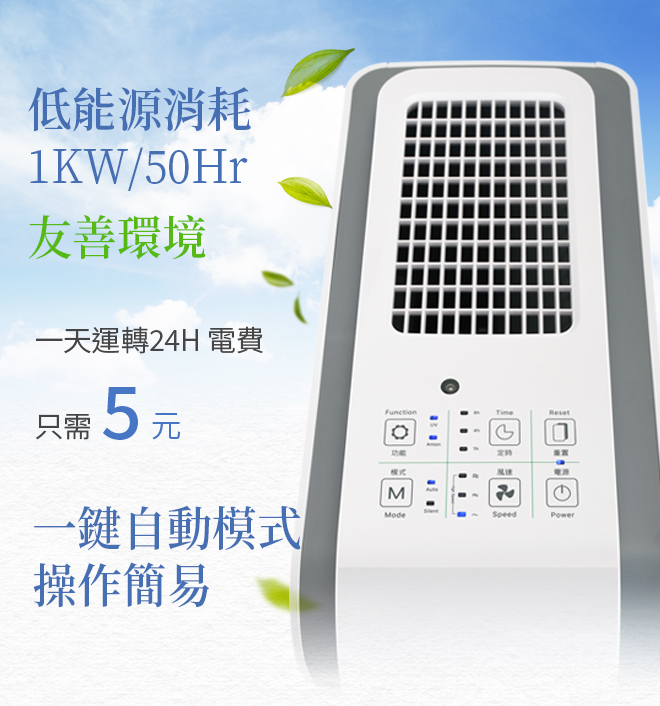 低能源消耗
1KW/50Hr
友善環境
一天運轉24H 電費
只需 5 元
一鍵自動模式
操作簡易
Function
Time
Reset
UV
Anion
功能
定時
重置
模式
風速
電源
Auto
Silent
Mode
Speed
Power